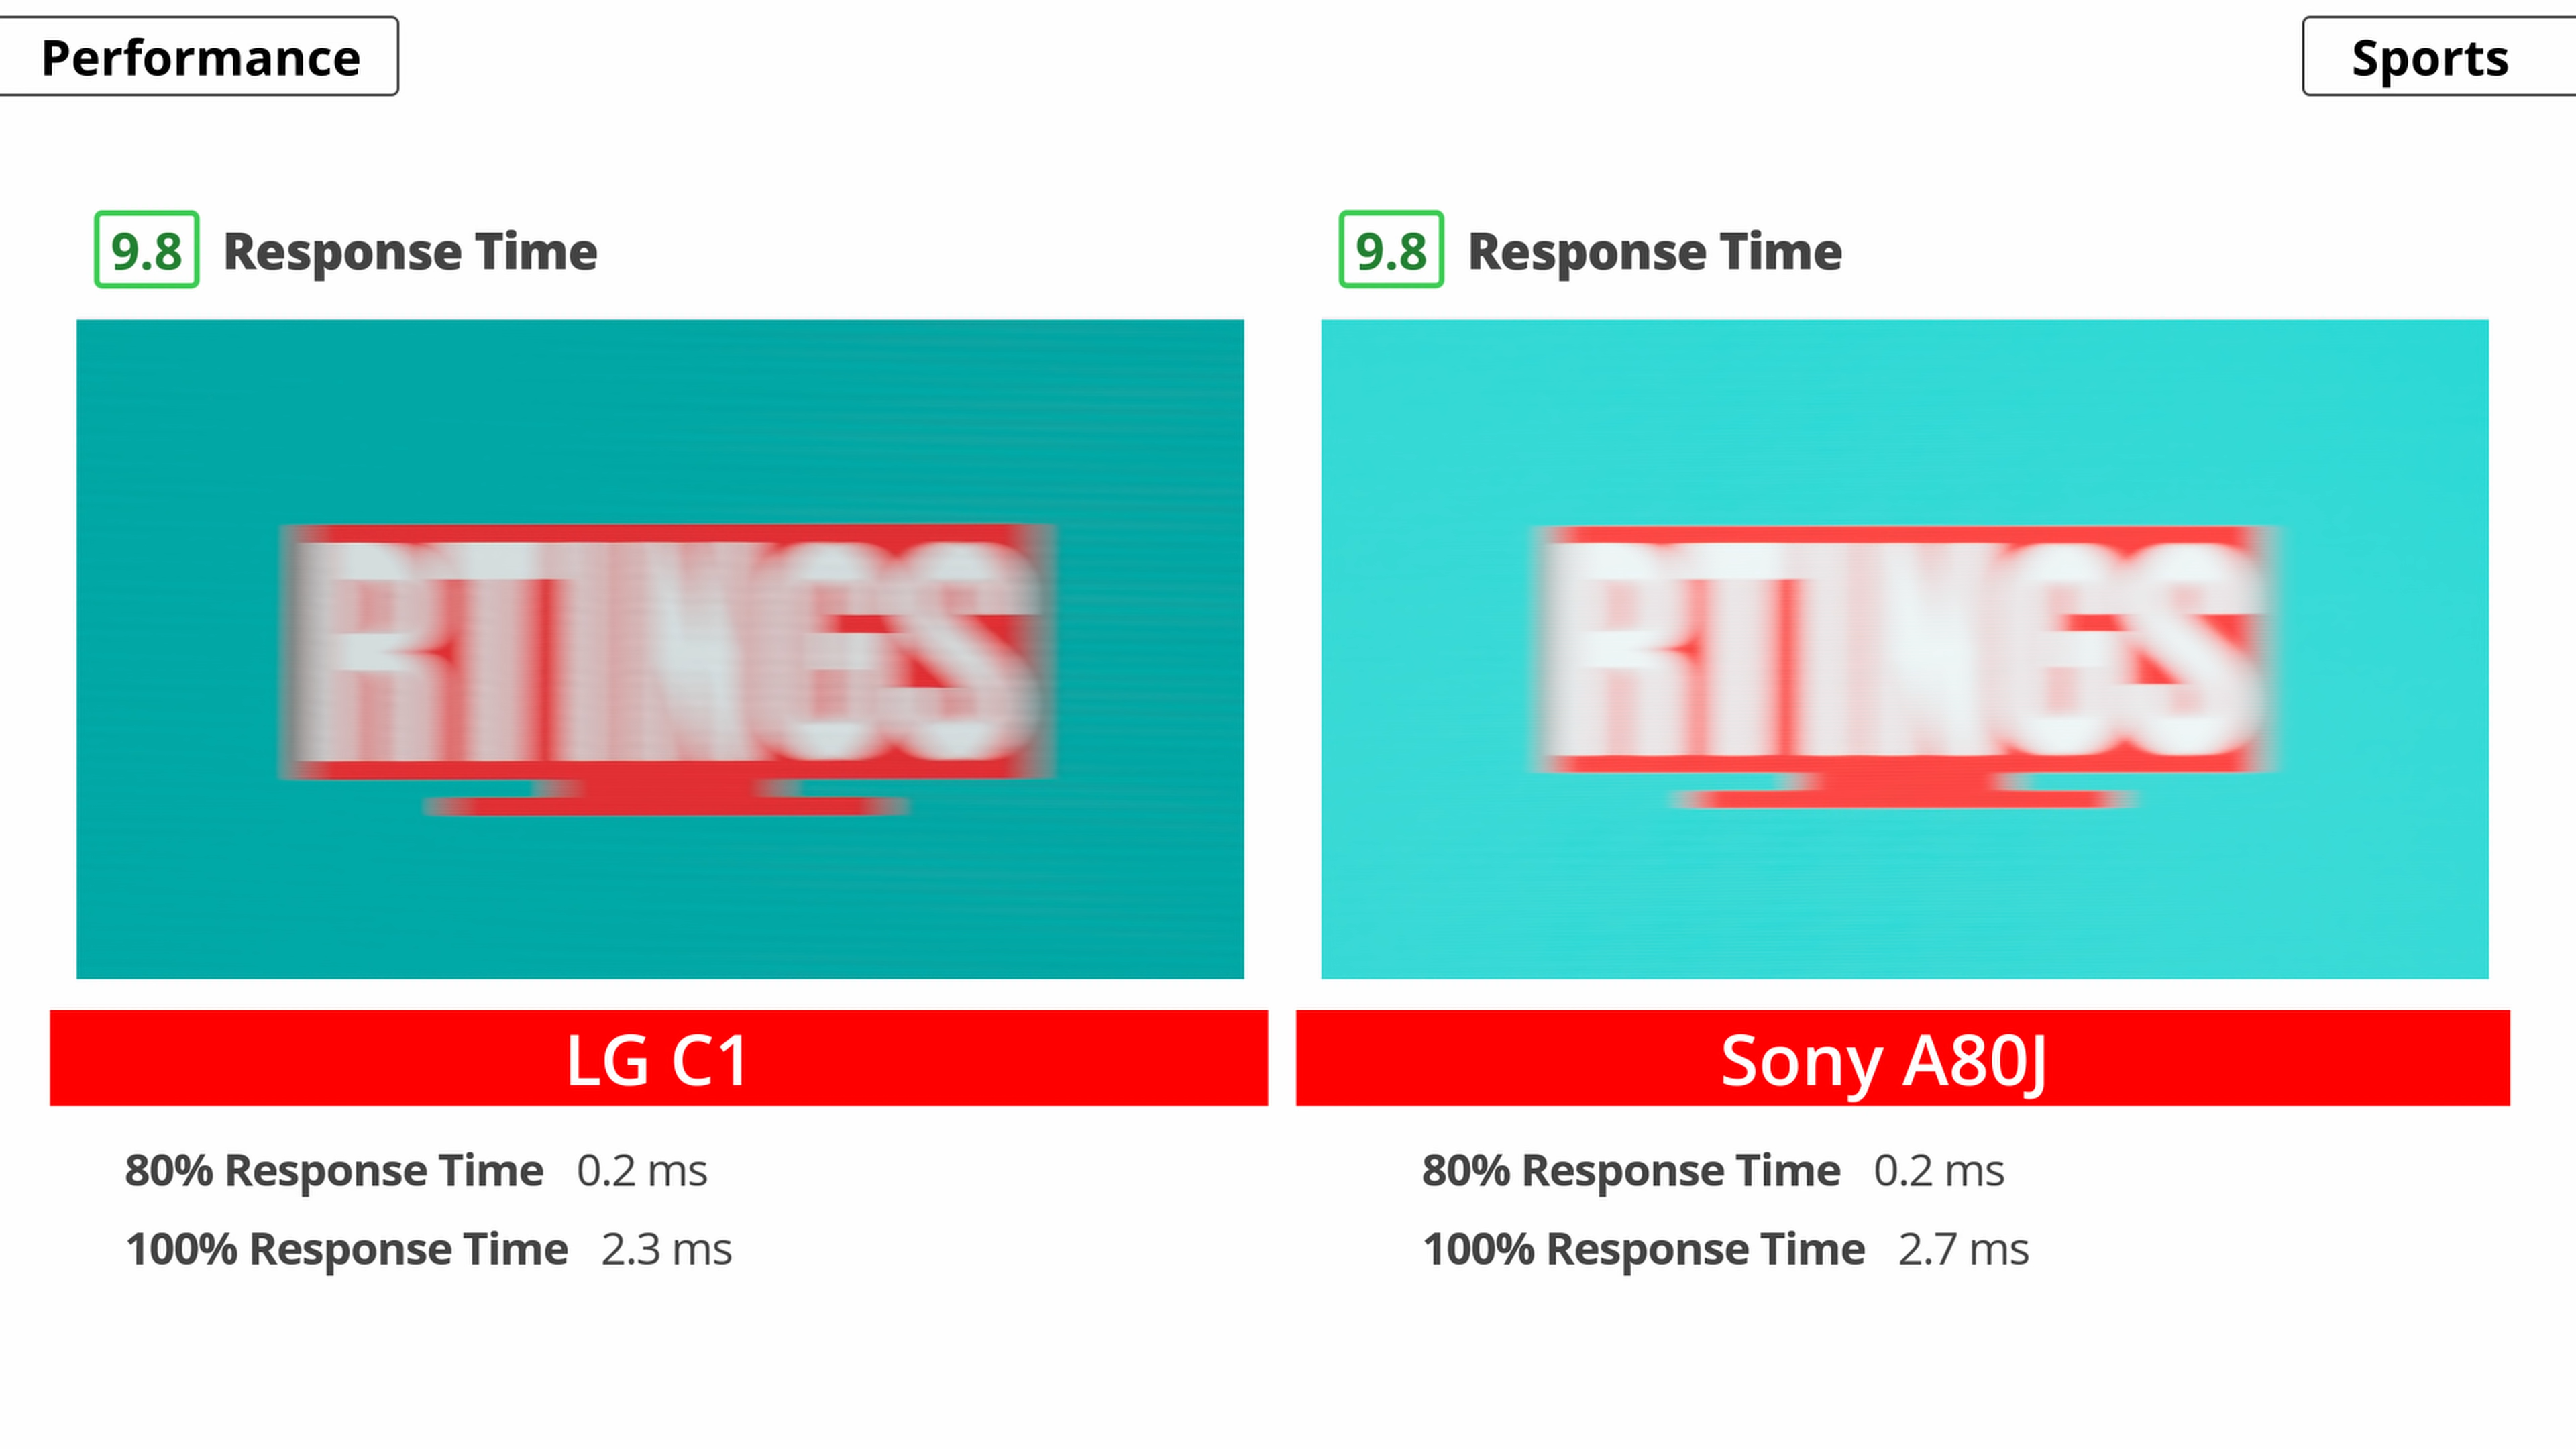 Performance
Sports
9.8 Response Time
9.8 Response Time
RTINGS
RTINGS
LG C1
Sony A80J
80% Response Time 0.2 ms
100% Response Time 2.3 ms
80% Response Time 0.2 ms
100% Response Time 2.7 ms